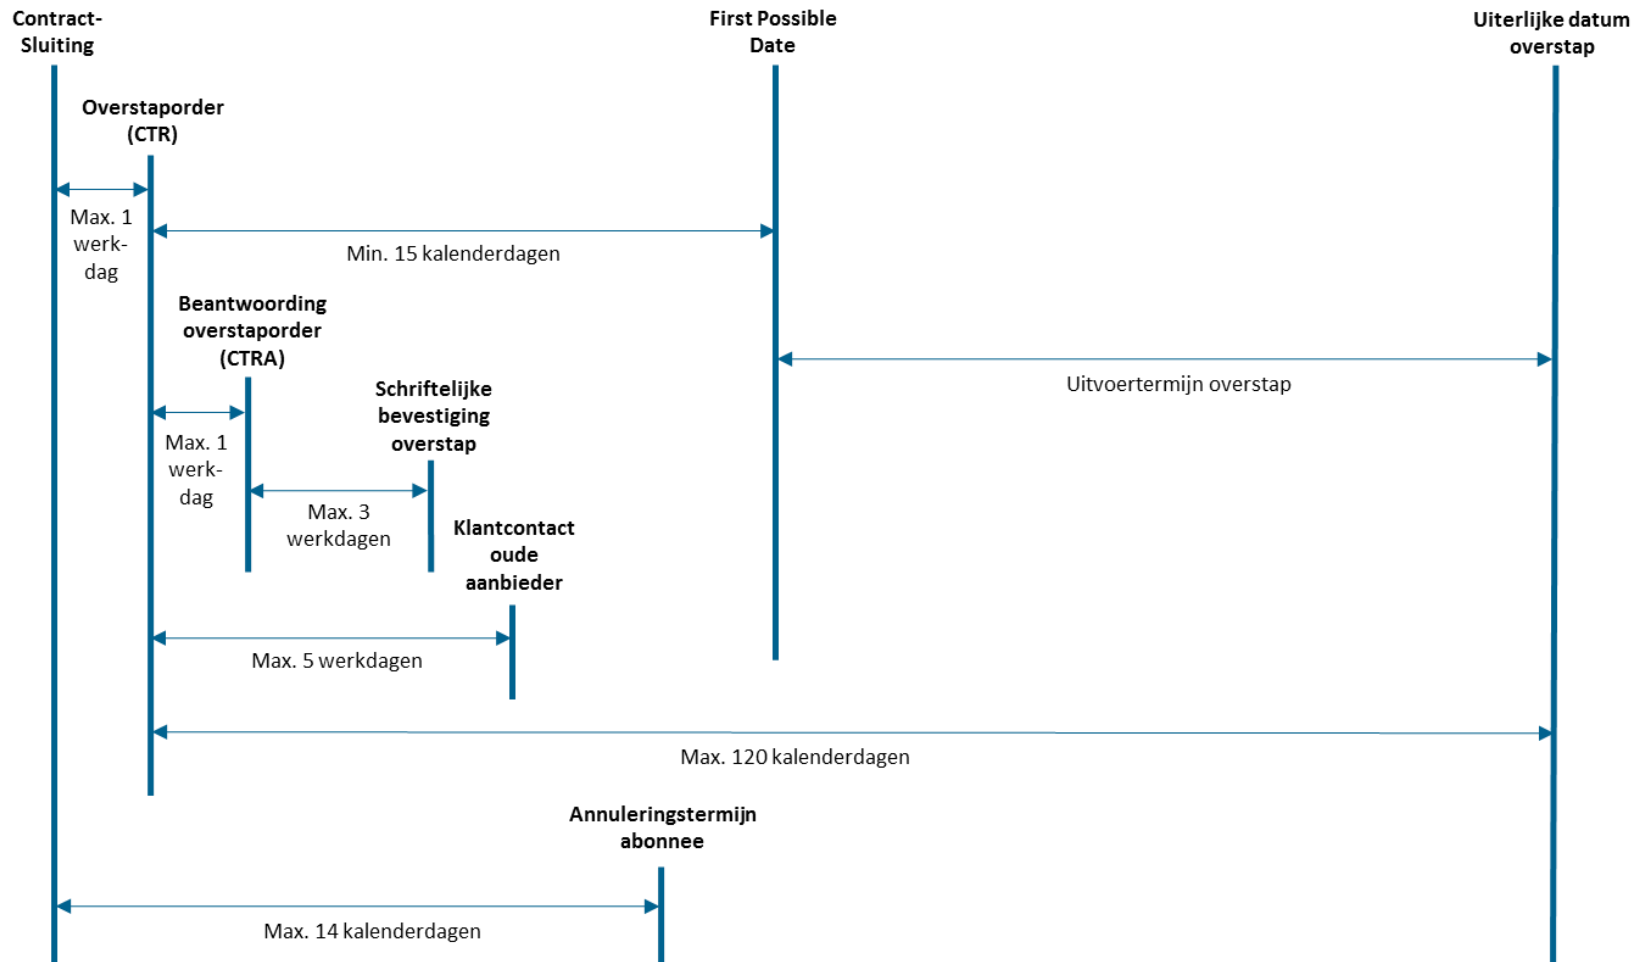 Contract-
Sluiting
First Possible
Date
Uiterlijke datum
overstap
Overstaporder
(CTR)
Max. 1
werk-
dag
Min. 15 kalenderdagen
Beantwoording
overstaporder
(CTRA)
Uitvoertermijn overstap
Schriftelijke
bevestiging
overstap
Max. 1
werk-
dag
Max. 3
werkdagen
Klantcontact
oude
aanbieder
Max. 5 werkdagen
Max. 120 kalenderdagen
Annuleringstermijn
abonnee
Max. 14 kalenderdagen